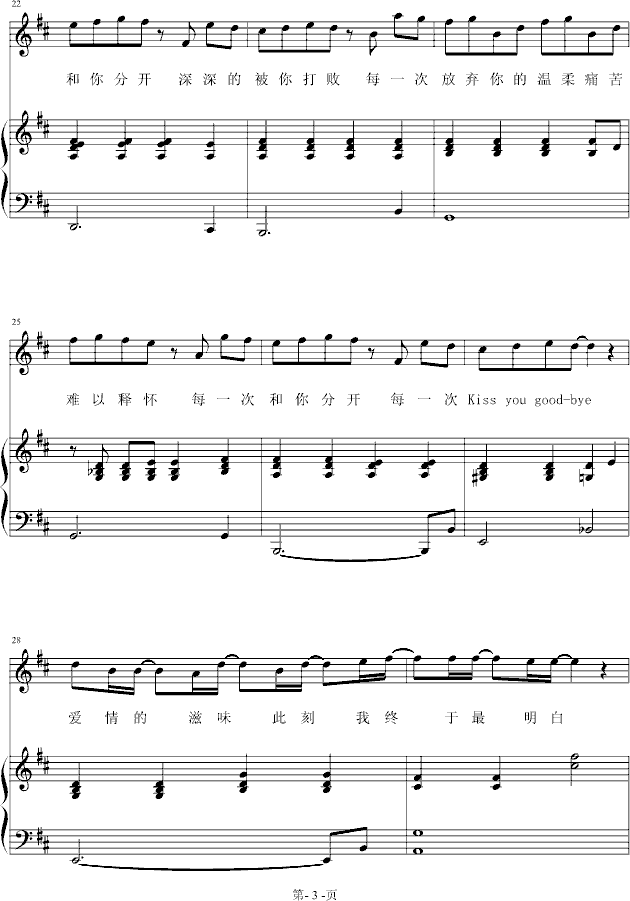 22
和你分开 深深的 被你打败 每一次 放弃你的温柔痛苦
25
难以释怀 每一次 和你分开 每一次 Kiss you good-bye
28
爱情的 滋味 此刻 我终 于最 明白
第- 3 -页